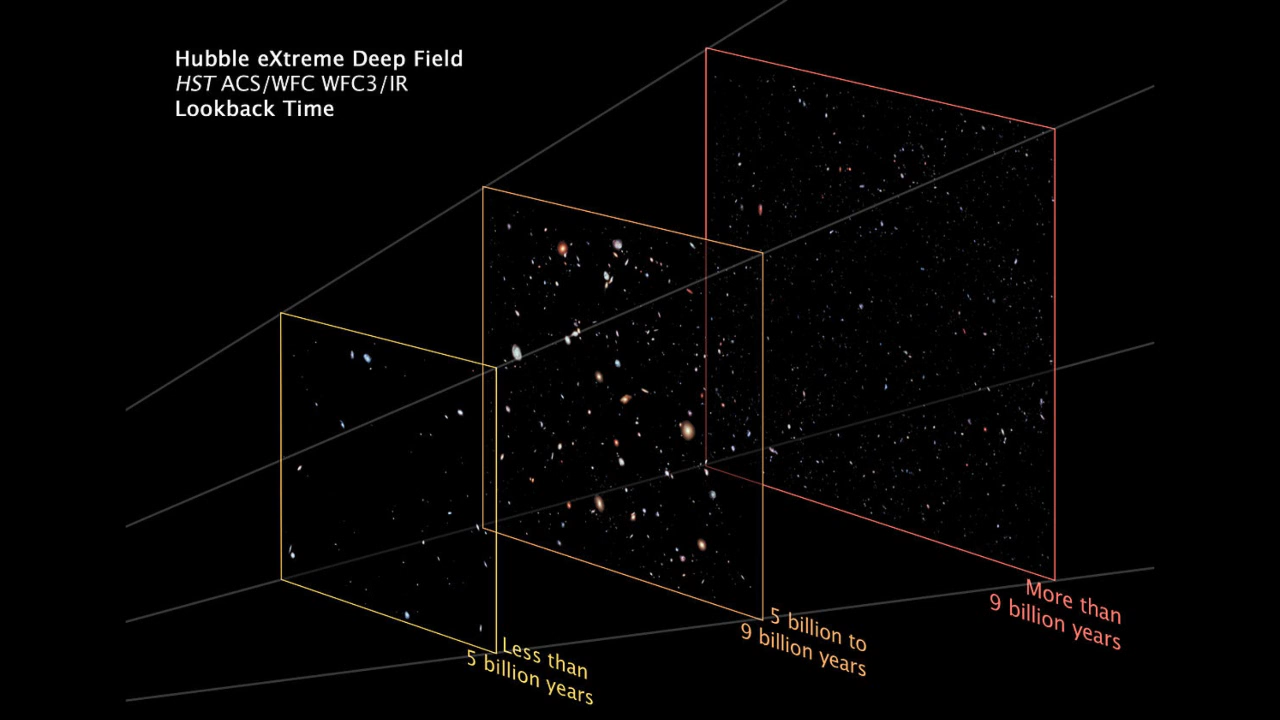 Hubble eXtreme Deep Field
HST ACS/WFC WFC3/IR
Lookback Time
Less than
5 billion years
5 billion to
9 billion years
More than
9 billion years